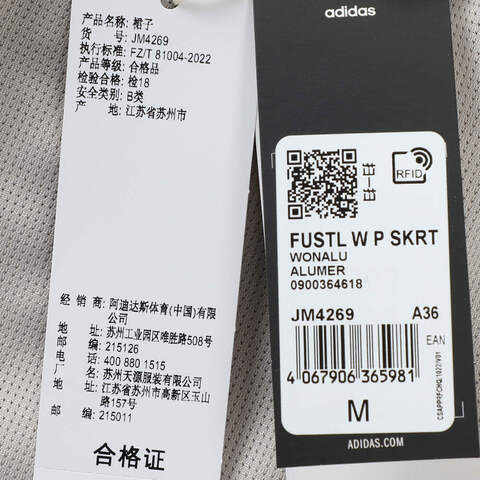 产品名称: 裙子
货 号: JM4269
执行标准: FZ/T 81004-2022
产品等级: 合格品
检验合格: 检18
安全类别: B类
产 地: 江苏省苏州市
经 销 商: 阿迪达斯体育(中国)有限公司
地 址: 苏州工业园区唯胜路508号
邮 编: 215126
电 话: 400 880 1515
厂 名: 苏州天源服装有限公司
地 址: 江苏省苏州市高新区玉山路157号
邮 编: 215011
合格证
adidas
RFID
FUSTL W P SKRT
WONALU
ALUMER
0900364618
JM4269 A36
EAN
4 067906 365981
M
ADIDAS.COM